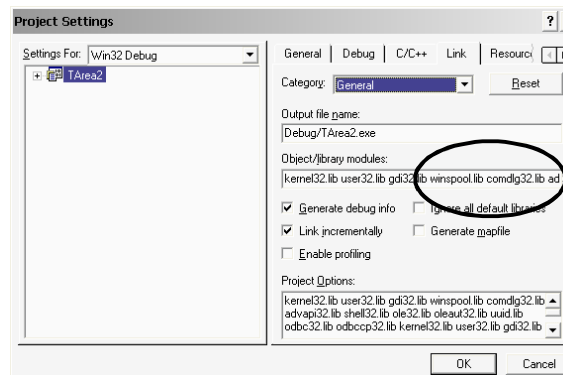 Project Settings
?
Settings For: Win32 Debug
TArea2
General Debug C/C++ Link
Category: General
Reset
Output file name:
Debug/TArea2.exe
Object/library modules:
kernel32.lib user32.lib gdi32.lib winspool.lib comdlg32.lib ad
Generate debug info
Ignore all default libraries
Link incrementally
Generate mapfile
Enable profiling
Project Options:
kernel32.lib user32.lib gdi32.lib winspool.lib comdlg32.lib
advapi32.lib shell32.lib ole32.lib oleaut32.lib uuid.lib
odbc32.lib odbccp32.lib kernel32.lib user32.lib gdi32.lib
OK
Cancel